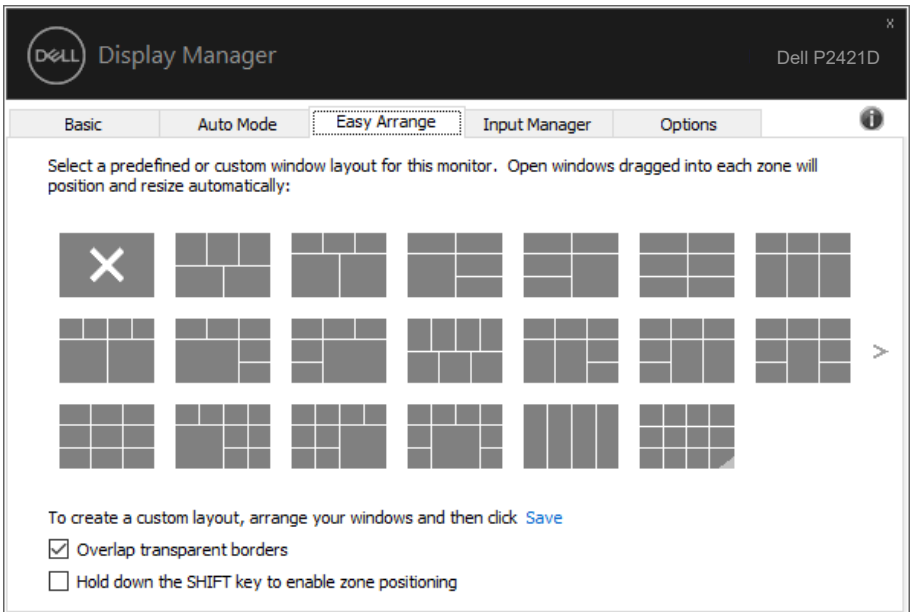 x
DELL Display Manager
Dell P2421D
Basic Auto Mode Easy Arrange Input Manager Options
Select a predefined or custom window layout for this monitor. Open windows dragged into each zone will
position and resize automatically:
>
To create a custom layout, arrange your windows and then click Save
Overlap transparent borders
Hold down the SHIFT key to enable zone positioning